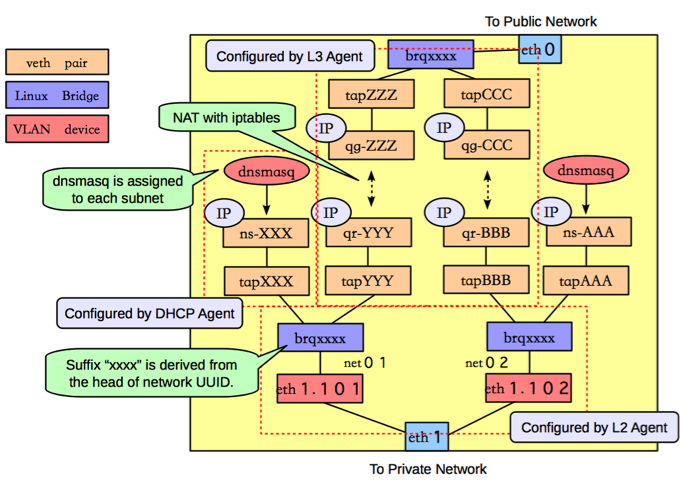 To Public Network
eth 0
Configured by L3 Agent
brqxxxx
veth pair
Linux Bridge
VLAN device
tapZZZ
tapCCC
NAT with iptables
IP
qg-ZZZ
IP
qg-CCC
dnsmasq
dnsmasq
dnsmasq is assigned
to each subnet
IP
ns-XXX
IP
qr-YYY
IP
qr-BBB
IP
ns-AAA
tapXXX
tapYYY
tapBBB
tapAAA
Configured by DHCP Agent
brqxxxx
brqxxxx
Suffix “xxxx” is derived from
the head of network UUID.
net 0 1
net 0 2
eth 1.1 0 1
eth 1.1 0 2
Configured by L2 Agent
eth 1
To Private Network